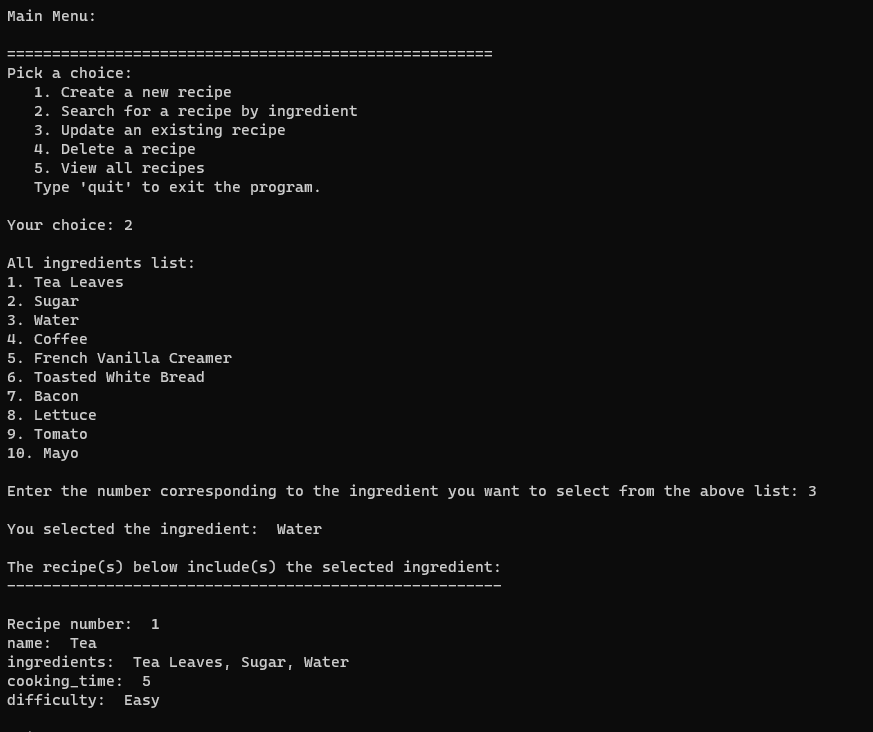 Main Menu:
======================================================
Pick a choice:
   1. Create a new recipe
   2. Search for a recipe by ingredient
   3. Update an existing recipe
   4. Delete a recipe
   5. View all recipes
   Type 'quit' to exit the program.
Your choice: 2
All ingredients list:
1. Tea Leaves
2. Sugar
3. Water
4. Coffee
5. French Vanilla Creamer
6. Toasted White Bread
7. Bacon
8. Lettuce
9. Tomato
10. Mayo
Enter the number corresponding to the ingredient you want to select from the above list: 3
You selected the ingredient:  Water
The recipe(s) below include(s) the selected ingredient:
-------------------------------------------------------
Recipe number:  1
name:  Tea
ingredients:  Tea Leaves, Sugar, Water
cooking_time:  5
difficulty:  Easy